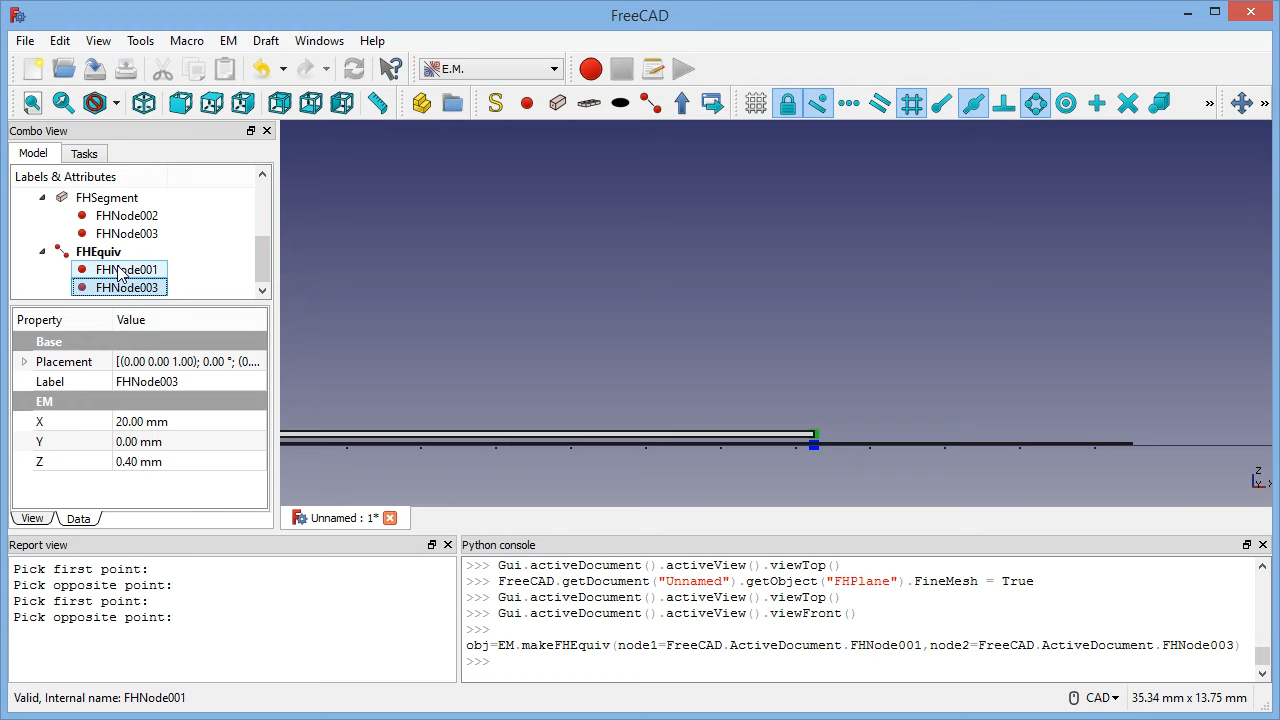 FreeCAD
File Edit View Tools Macro EM Draft Windows Help
E.M.
S » »
Combo View
Model Tasks
Labels & Attributes
FHSegment
FHNode002
FHNode003
FHEquiv
FHNode001
FHNode003
Property Value
Base
Placement [(0.00 0.00 1.00); 0.00 °; (0....
Label FHNode003
EM
X 20.00 mm
Y 0.00 mm
Z 0.40 mm
View Data
Z
Y X
Unnamed : 1*
Report view
Pick first point:
Pick opposite point:
Pick first point:
Pick opposite point:
Python console
>>> Gui.activeDocument().activeView().viewTop()
>>> FreeCAD.getDocument("Unnamed").getObject("FHPlane").FineMesh = True
>>> Gui.activeDocument().activeView().viewTop()
>>> Gui.activeDocument().activeView().viewFront()
>>>
obj=EM.makeFHEquiv(node1=FreeCAD.ActiveDocument.FHNode001,node2=FreeCAD.ActiveDocument.FHNode003)
>>>
Valid, Internal name: FHNode001
CAD 35.34 mm x 13.75 mm